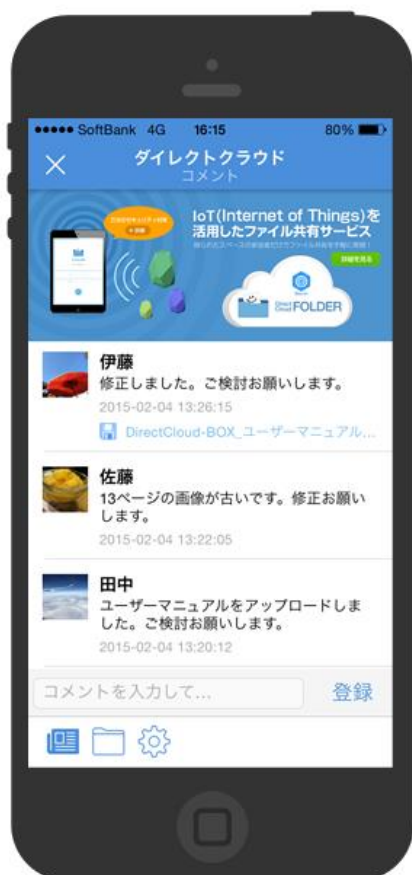 SoftBank 4G 16:15 80%
ダイレクトクラウド
コメント
IoT(Internet of Things)を
活用したファイル共有サービス
詳細を見る
Direct Cloud FOLDER
伊藤
修正しました。ご検討お願いします。
2015-02-04 13:26:15
DirectCloud-BOX_ユーザーマニュアル...
佐藤
13ページの画像が古いです。修正お願い
します。
2015-02-04 13:22:05
田中
ユーザーマニュアルをアップロードしま
した。ご検討お願いします。
2015-02-04 13:20:12
コメントを入力して... 登録